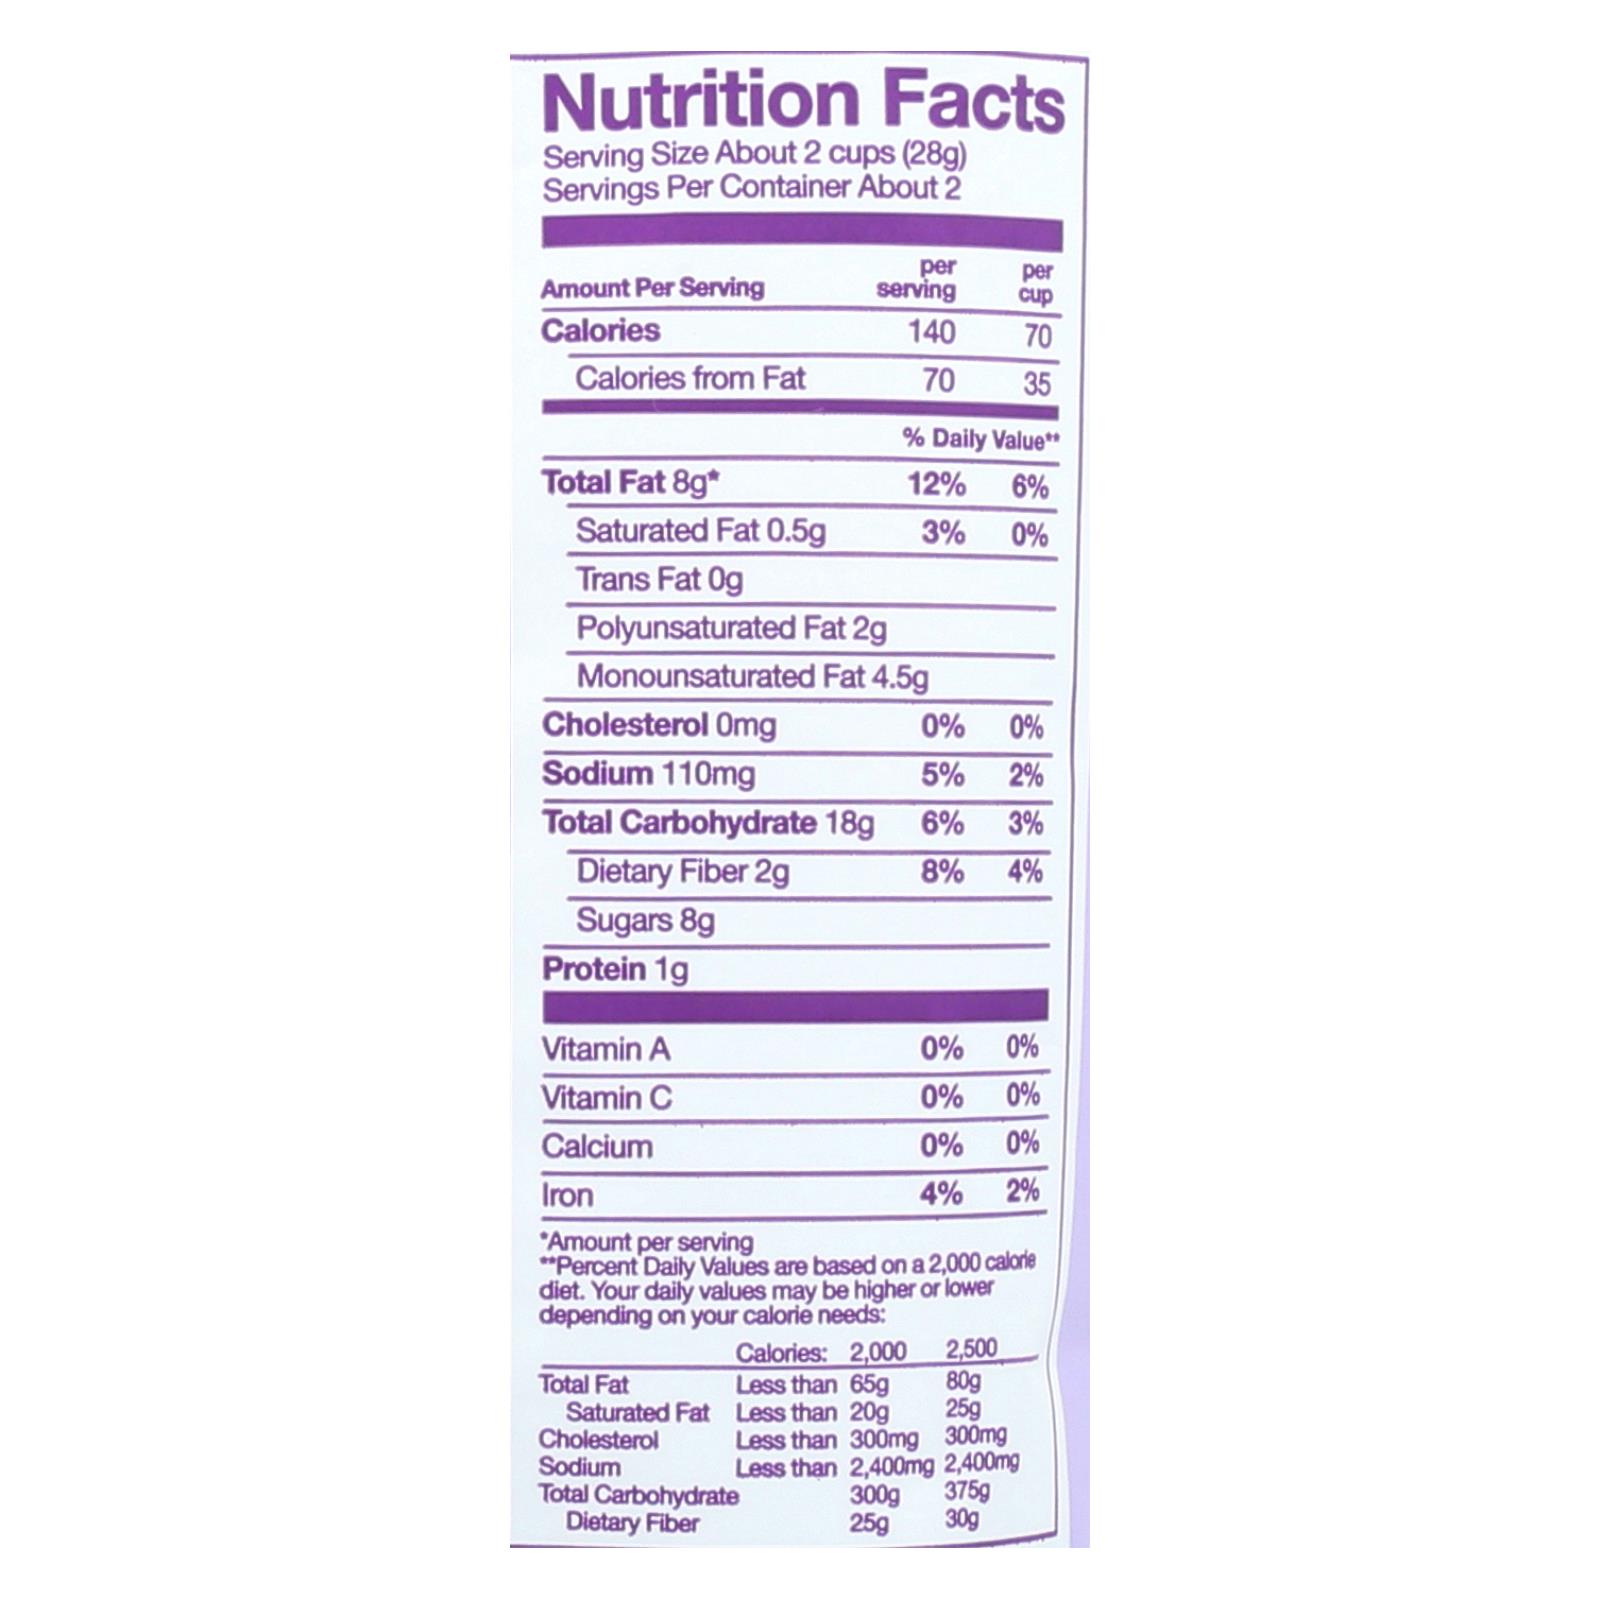 Nutrition Facts
Serving Size About 2 cups (28g)
Servings Per Container About 2
Amount Per Serving per serving per cup
Calories 140 70
Calories from Fat 70 35
% Daily Value**
Total Fat 8g* 12% 6%
Saturated Fat 0.5g 3% 0%
Trans Fat 0g
Polyunsaturated Fat 2g
Monounsaturated Fat 4.5g
Cholesterol 0mg 0% 0%
Sodium 110mg 5% 2%
Total Carbohydrate 18g 6% 3%
Dietary Fiber 2g 8% 4%
Sugars 8g
Protein 1g
Vitamin A 0% 0%
Vitamin C 0% 0%
Calcium 0% 0%
Iron 4% 2%
*Amount per serving
**Percent Daily Values are based on a 2,000 calorie
diet. Your daily values may be higher or lower
depending on your calorie needs:
Calories: 2,000 2,500
Total Fat Less than 65g 80g
Saturated Fat Less than 20g 25g
Cholesterol Less than 300mg 300mg
Sodium Less than 2,400mg 2,400mg
Total Carbohydrate 300g 375g
Dietary Fiber 25g 30g